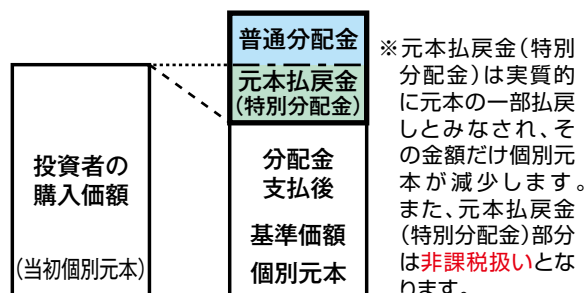 普通分配金
元本払戻金
(特別分配金)
投資者の
購入価額
(当初個別元本)
分配金
支払後
基準価額
個別元本
※元本払戻金(特別
分配金)は実質的
に元本の一部払戻
しとみなされ、そ
の金額だけ個別元
本が減少します。
また、元本払戻金
(特別分配金)部分
は非課税扱いとな
ります。